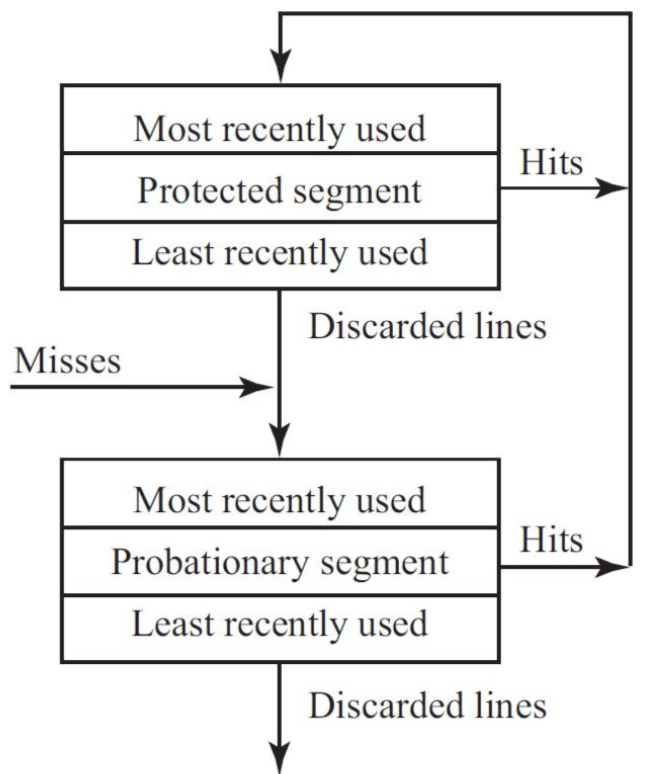 Most recently used
Protected segment
Hits
Least recently used
Discarded lines
Misses
Most recently used
Probationary segment
Hits
Least recently used
Discarded lines